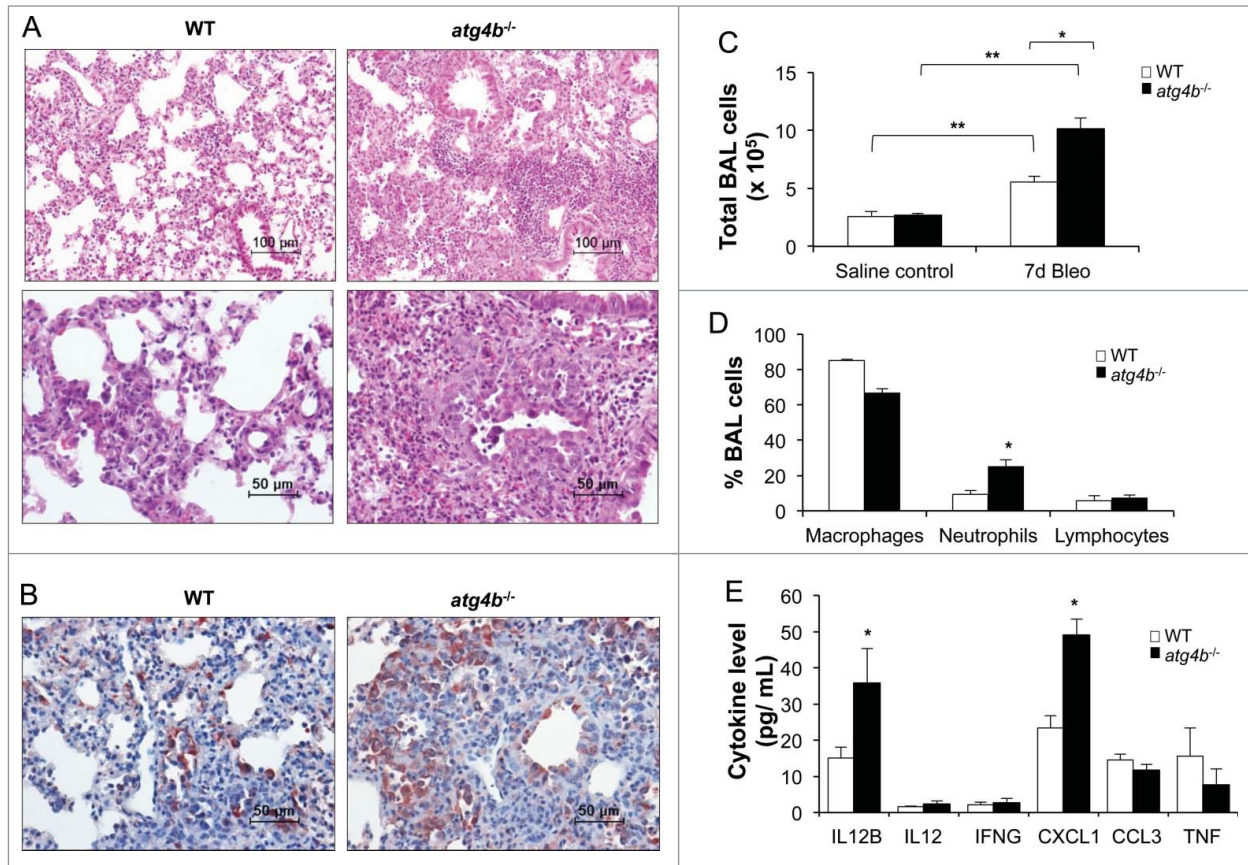 A
WT
atg4b-/-
100 µm
100 µm
50 µm
50 µm
B
WT
atg4b-/-
50 µm
50 µm
C
*
**
**
WT
atg4b-/-
Total BAL cells
(x 10⁵)
15
10
5
0
Saline control
7d Bleo
D
WT
atg4b-/-
% BAL cells
100
80
60
40
20
0
*
Macrophages
Neutrophils
Lymphocytes
E
WT
atg4b-/-
Cytokine level
(pg/ mL)
60
50
40
30
20
10
0
*
*
IL12B
IL12
IFNG
CXCL1
CCL3
TNF